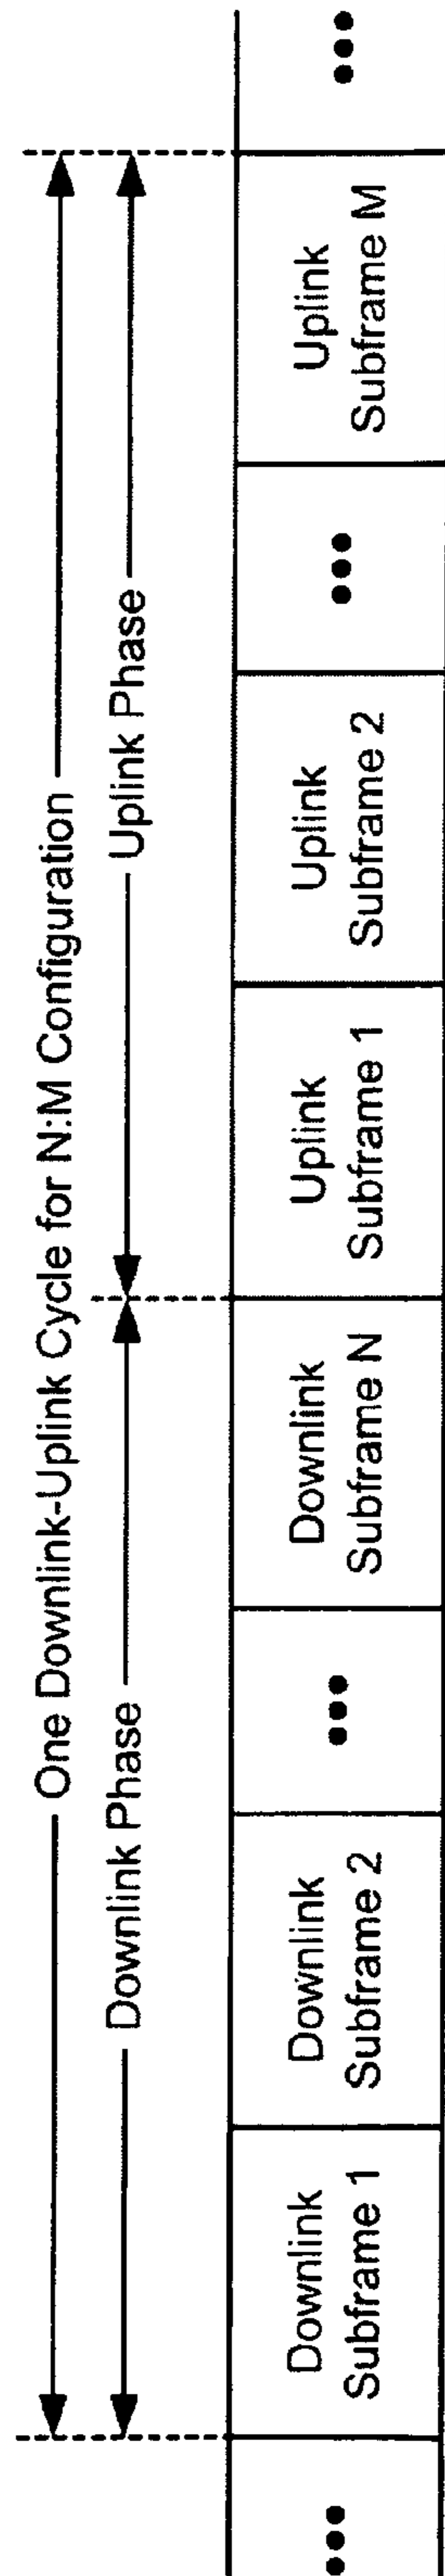 One Downlink-Uplink Cycle for N:M Configuration
Downlink Phase
Uplink Phase
•••
Downlink
Subframe 1
Downlink
Subframe 2
•••
Downlink
Subframe N
Uplink
Subframe 1
Uplink
Subframe 2
•••
Uplink
Subframe M
•••